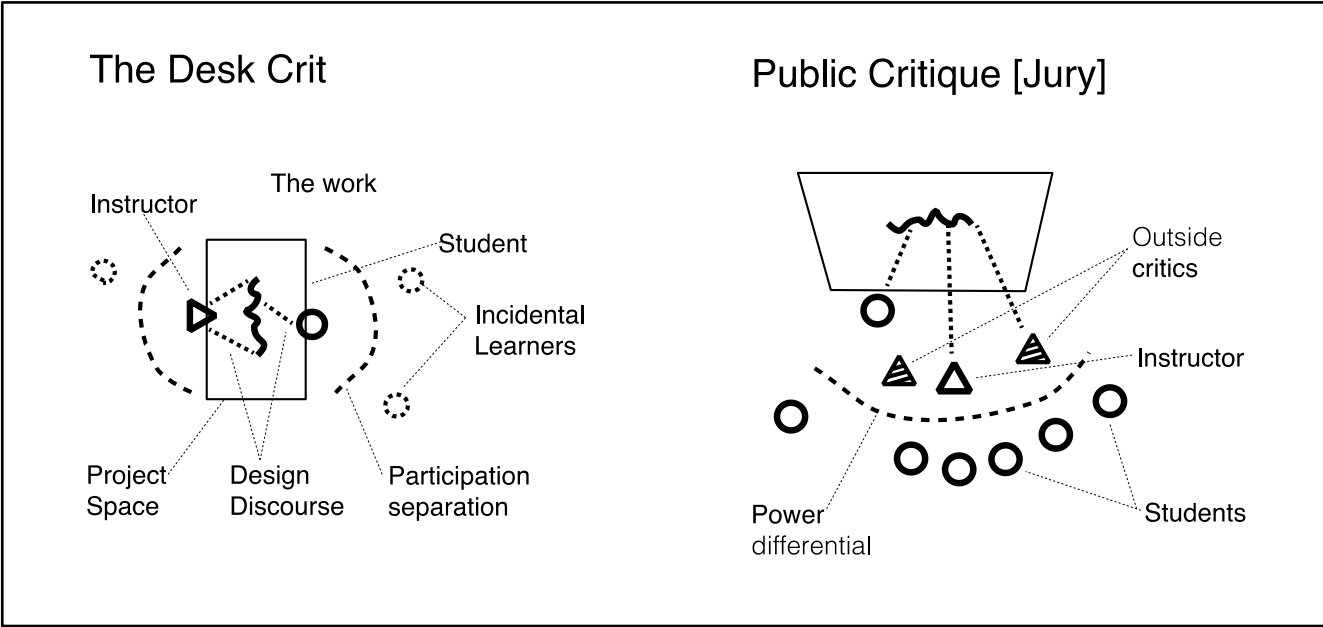 The Desk Crit
The work
Instructor
Student
Incidental
Learners
Project
Space
Design
Discourse
Participation
separation
Public Critique [Jury]
Outside
critics
Instructor
Power
differential
Students